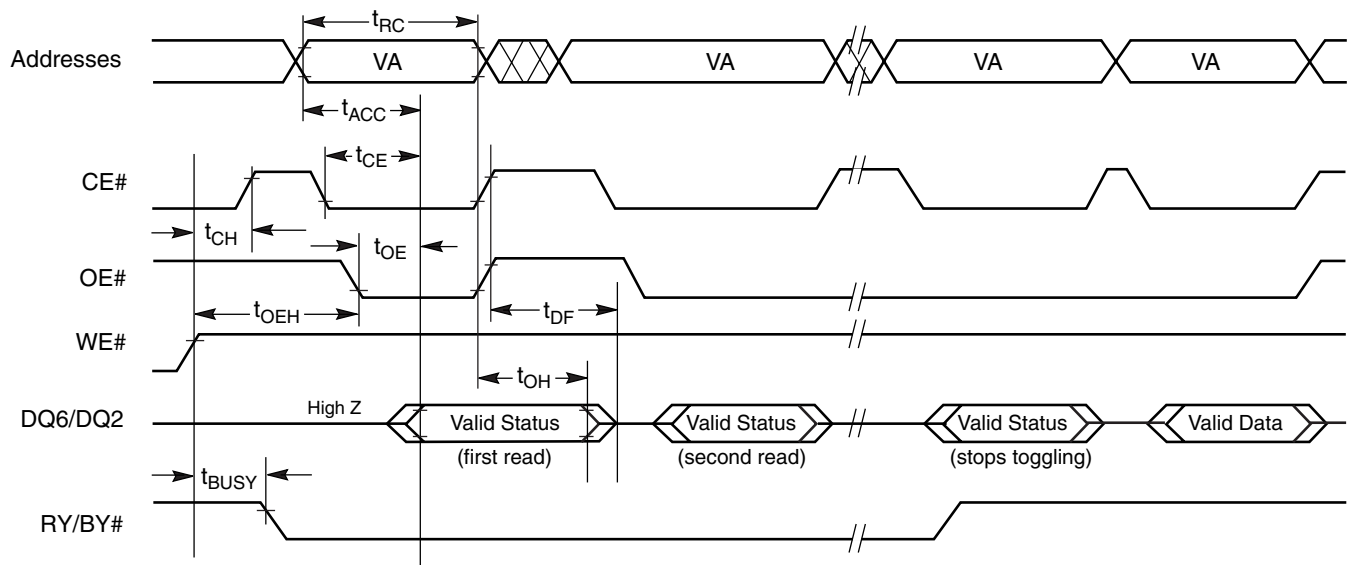 tRC
Addresses VA VA VA VA
tACC
tCE
CE#
tCH tOE
OE#
tOEH tDF
WE#
tOH
High Z
DQ6/DQ2 Valid Status Valid Status Valid Status Valid Data
(first read) (second read) (stops toggling)
tBUSY
RY/BY#